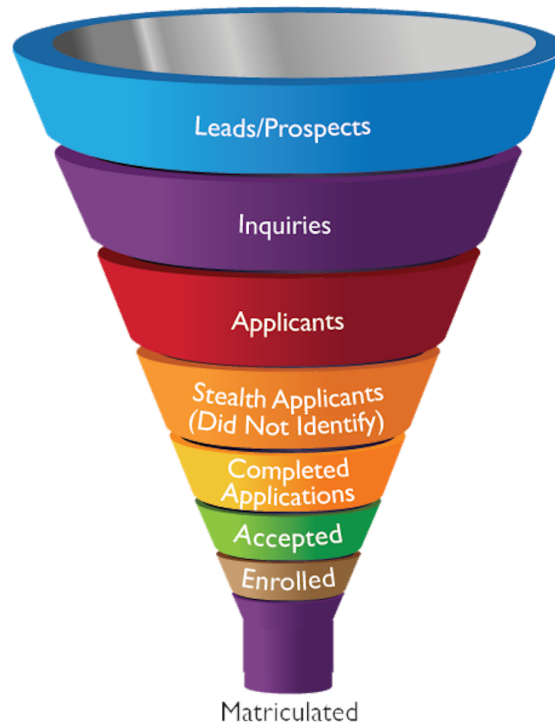 Leads/Prospects
Inquiries
Applicants
Stealth Applicants
(Did Not Identify)
Completed
Applications
Accepted
Enrolled
Matriculated